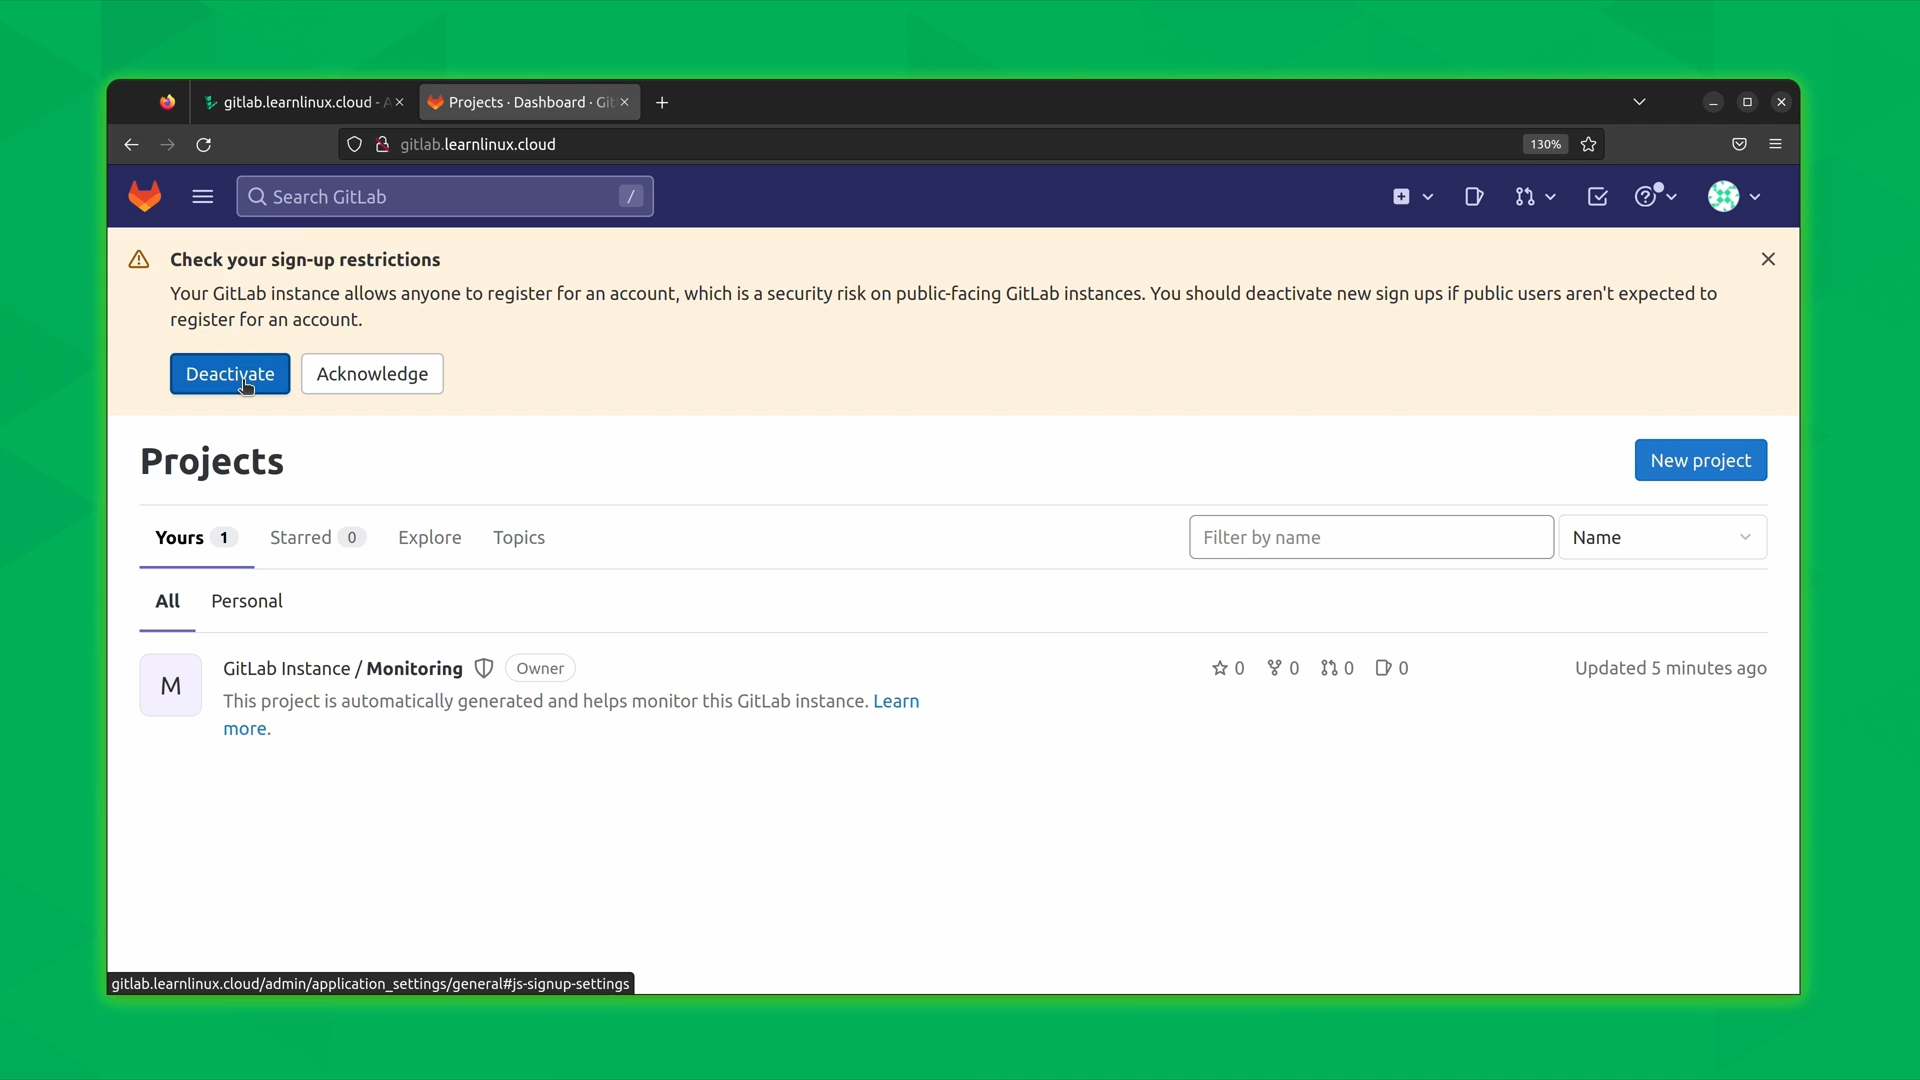 gitlab.learnlinux.cloud - A
Projects · Dashboard · Git
gitlab.learnlinux.cloud
130%
Search GitLab
/
Check your sign-up restrictions
Your GitLab instance allows anyone to register for an account, which is a security risk on public-facing GitLab instances. You should deactivate new sign ups if public users aren't expected to
register for an account.
Deactivate
Acknowledge
Projects
New project
Yours 1
Starred 0
Explore
Topics
Filter by name
Name
All
Personal
M
GitLab Instance / Monitoring
Owner
0 0 0 0
Updated 5 minutes ago
This project is automatically generated and helps monitor this GitLab instance. Learn
more.
gitlab.learnlinux.cloud/admin/application_settings/general#js-signup-settings